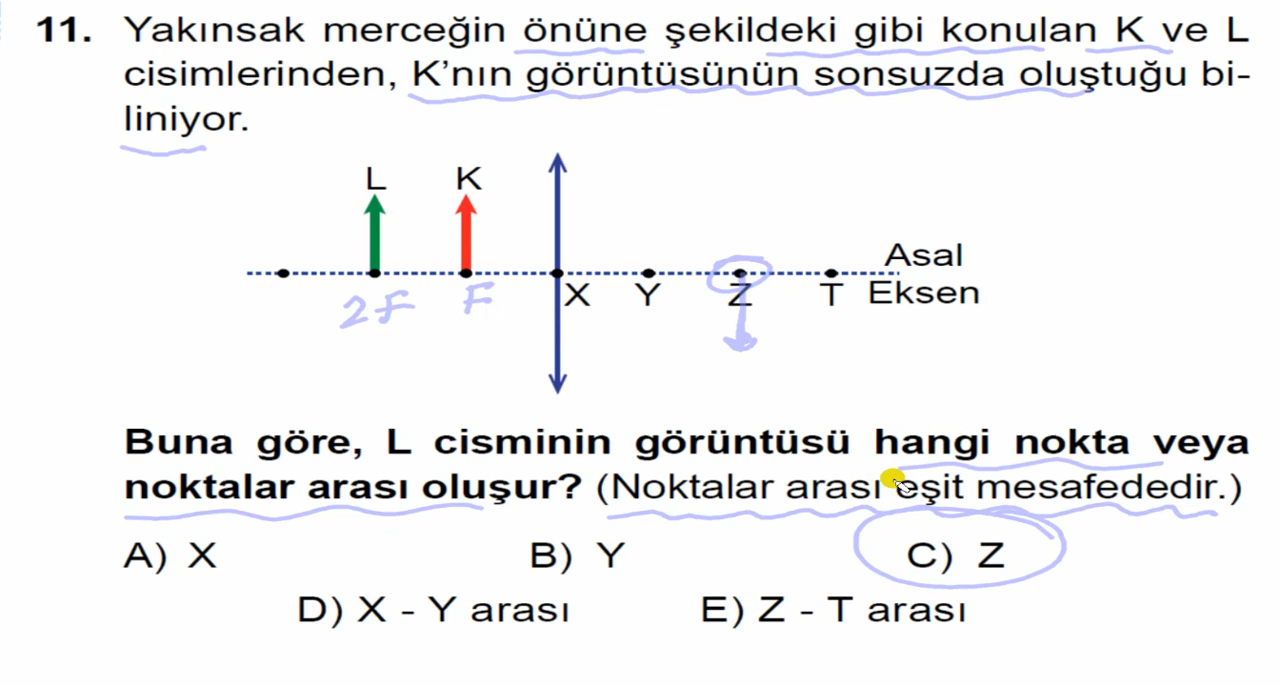 11. Yakınsak merceğin önüne şekildeki gibi konulan K ve L
cisimlerinden, K’nın görüntüsünün sonsuzda oluştuğu bi-
liniyor.
L K
Asal
X Y Z T Eksen
2F F
Buna göre, L cisminin görüntüsü hangi nokta veya
noktalar arası oluşur? (Noktalar arası eşit mesafededir.)
A) X B) Y C) Z
D) X - Y arası E) Z - T arası